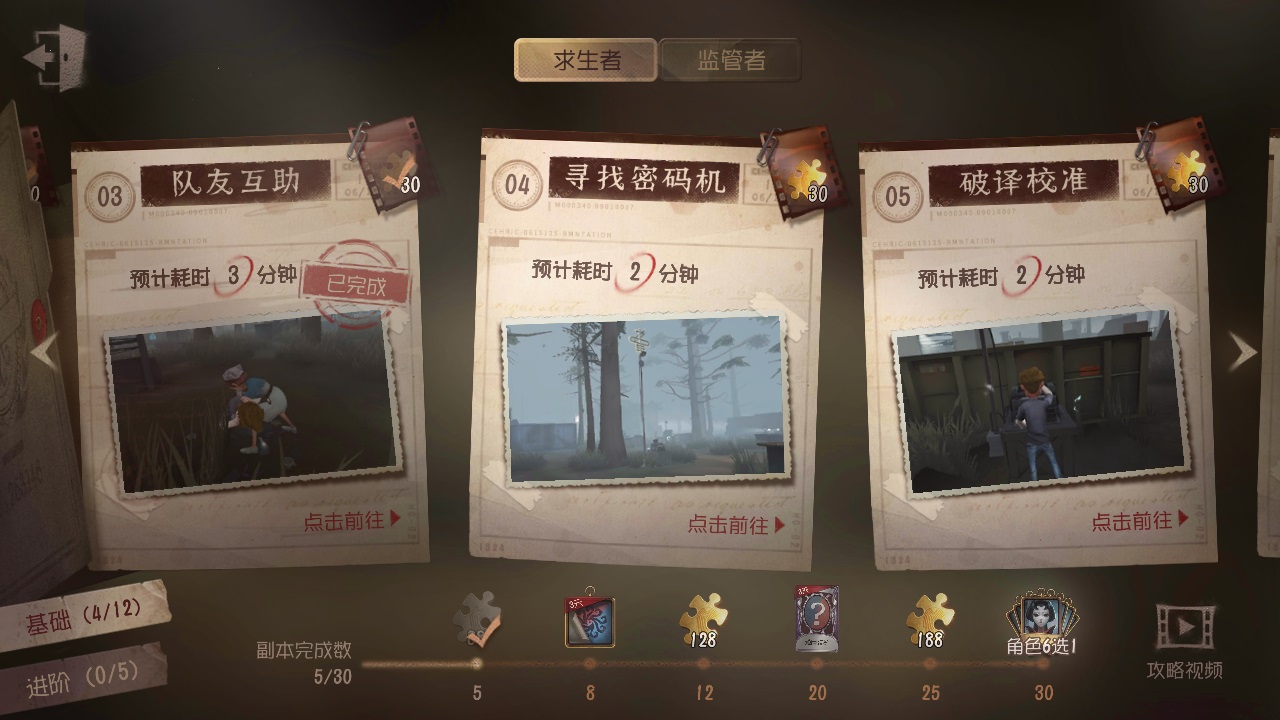 求生者
监管者
03
队友互助
30
预计耗时 3 分钟
已完成
点击前往
04
寻找密码机
30
预计耗时 2 分钟
点击前往
05
破译校准
30
预计耗时 2 分钟
点击前往
基础 (4/12)
进阶 (0/5)
副本完成数
5/30
3天
128
3天
188
角色6选1
5
8
12
20
25
30
攻略视频